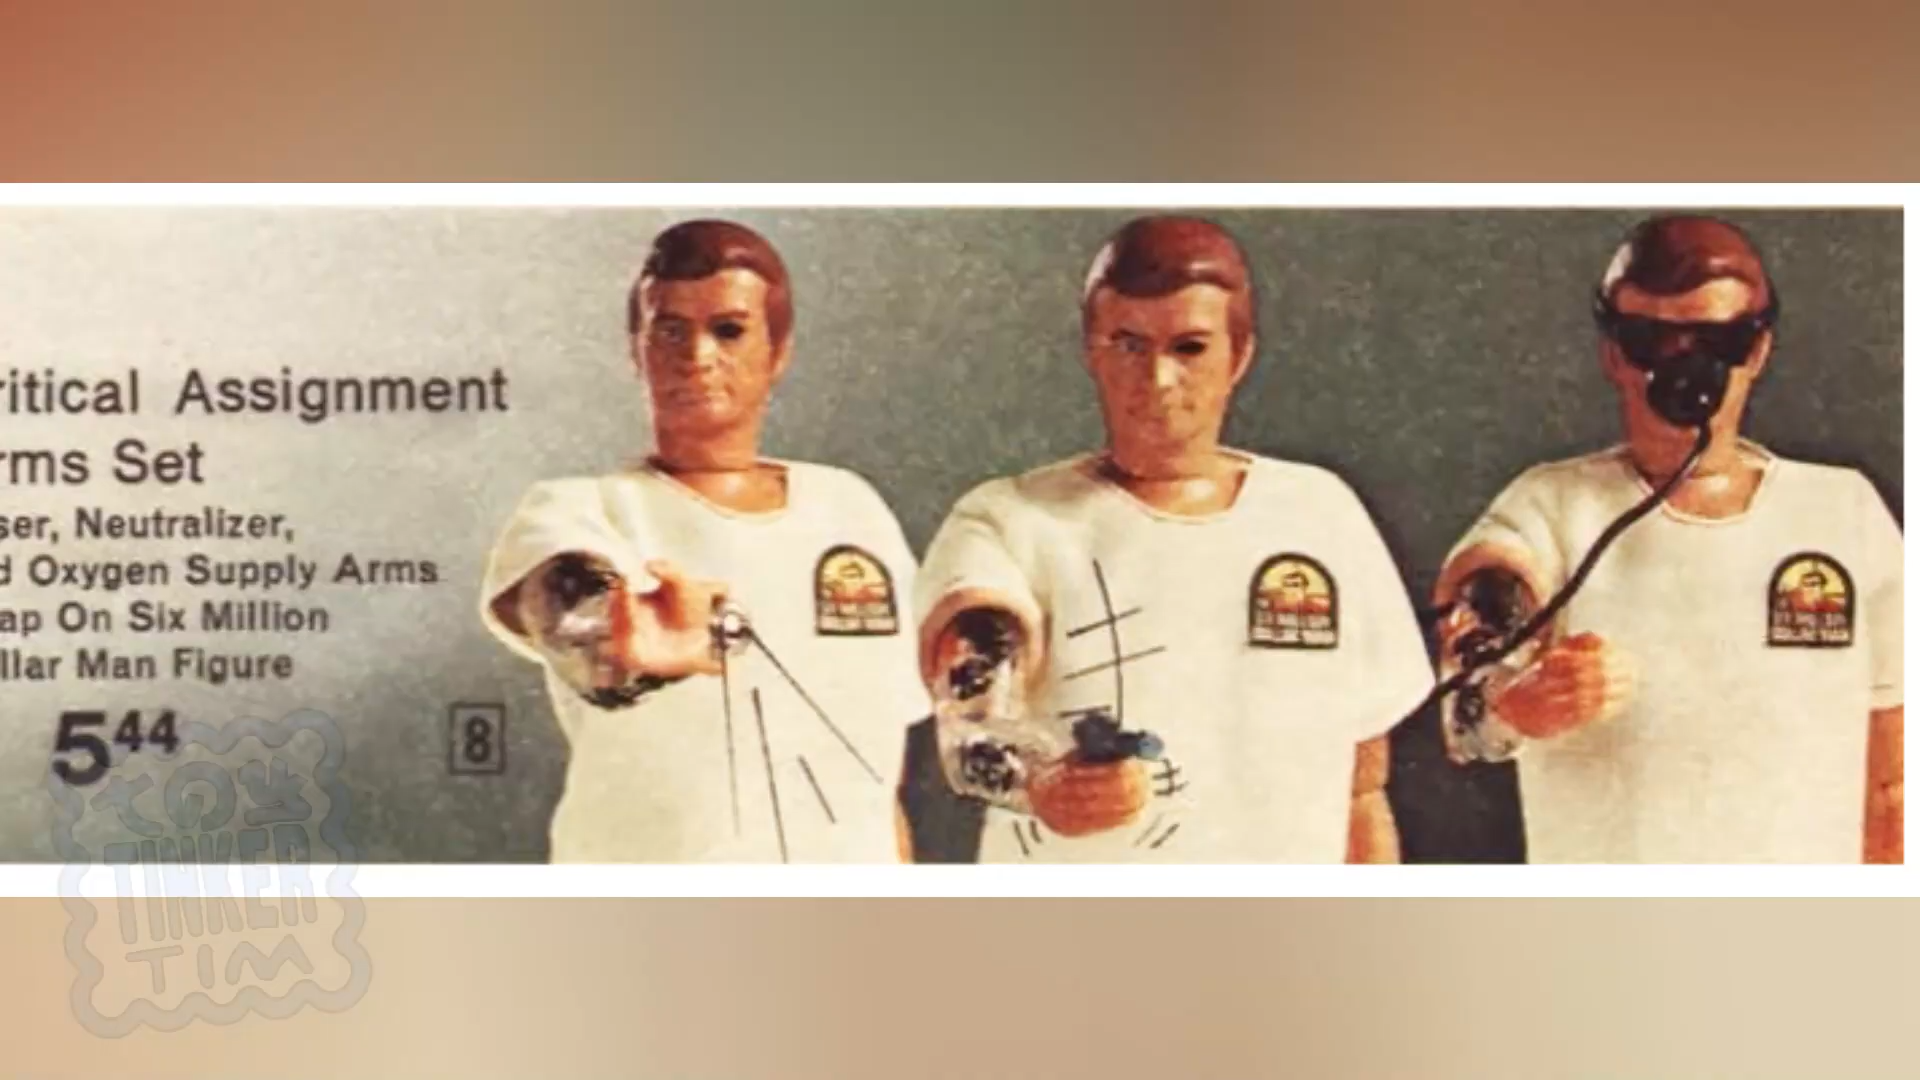 ritical Assignment
rms Set
ser, Neutralizer,
d Oxygen Supply Arms
ap On Six Million
llar Man Figure
5⁴⁴
8
TOY
TINKER
TIM